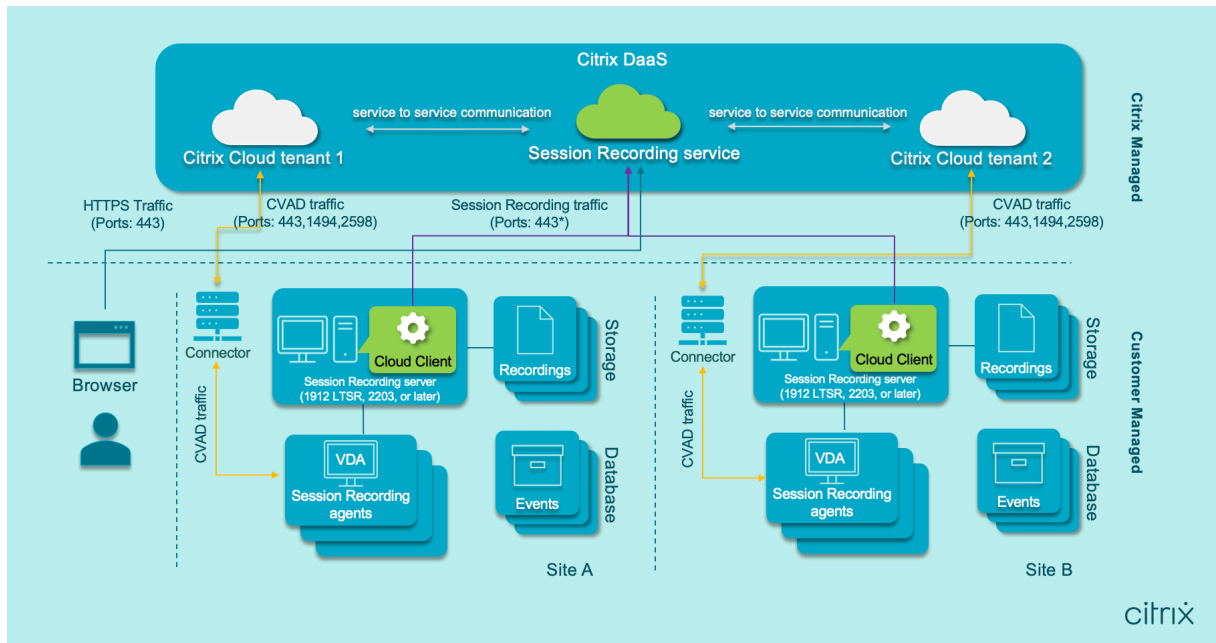 Citrix DaaS
service to service communication
service to service communication
Citrix Cloud tenant 1
Session Recording service
Citrix Cloud tenant 2
Citrix Managed
HTTPS Traffic
(Ports: 443)
CVAD traffic
(Ports: 443,1494,2598)
Session Recording traffic
(Ports: 443*)
CVAD traffic
(Ports: 443,1494,2598)
Browser
Connector
CVAD traffic
Cloud Client
Session Recording server
(1912 LTSR, 2203, or later)
Recordings
Storage
VDA
Session Recording
agents
Events
Database
Site A
Connector
CVAD traffic
Cloud Client
Session Recording server
(1912 LTSR, 2203, or later)
Recordings
Storage
VDA
Session Recording
agents
Events
Database
Site B
Customer Managed
citrix